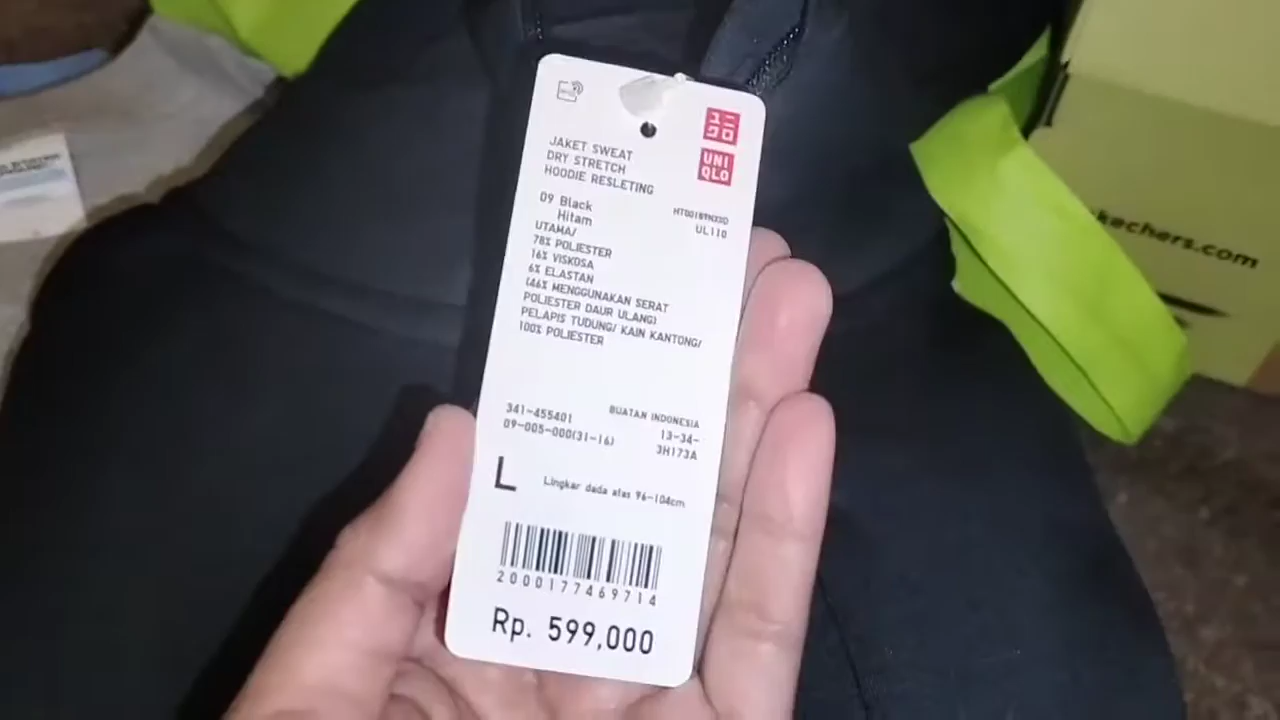 ユニ
クロ
UNI
QLO
JAKET SWEAT
DRY STRETCH
HOODIE RESLETING
09 Black
Hitam
UL110
UTAMA/
78% POLIESTER
16% VISKOSA
6% ELASTAN
(46% MENGGUNAKAN SERAT
POLIESTER DAUR ULANG)
PELAPIS TUDUNG/ KAIN KANTONG/
100% POLIESTER
341-455401
BUATAN INDONESIA
09-005-000(31-16)
13-34-
3H173A
L
Lingkar dada atas 96-104cm
2000177469714
Rp. 599,000
kechers.com